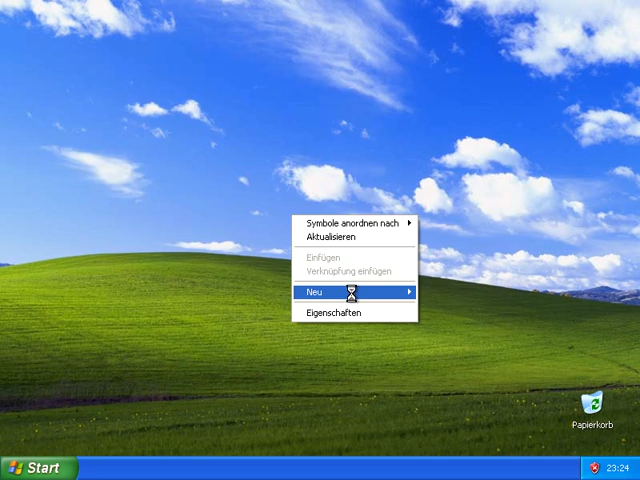 Symbole anordnen nach
Aktualisieren
Einfügen
Verknüpfung einfügen
Neu
Eigenschaften
Papierkorb
Start
23:24